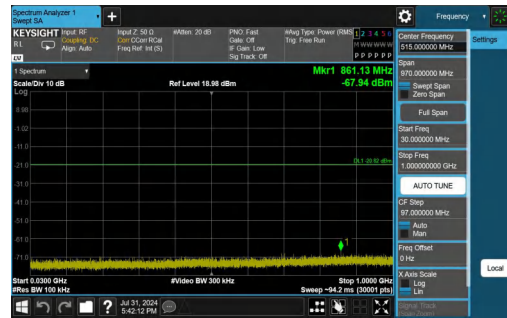 Spectrum Analyzer 1
Swept SA
Frequency
KEYSIGHT
Input: RF
Input Z: 50 Ω
#Atten: 20 dB
PNO: Fast
#Avg Type: Power (RMS
1 2 3 4 5 6
RL
Coupling: DC
Corr CCorr RCal
Gate: Off
Trig: Free Run
M W W W W W
Align: Auto
Freq Ref: Int (S)
IF Gain: Low
P P P P P P
LV
Sig Track: Off
1 Spectrum
Mkr1 861.13 MHz
Scale/Div 10 dB
Ref Level 18.98 dBm
-67.94 dBm
Log
8.98
-1.02
-11.0
-21.0
-31.0
-41.0
-51.0
-61.0
-71.0
1
Start 0.0300 GHz
#Video BW 300 kHz
Stop 1.0000 GHz
#Res BW 100 kHz
Sweep ~94.2 ms (30001 pts)
Jul 31, 2024
5:42:12 PM
Center Frequency
515.000000 MHz
Settings
Span
970.000000 MHz
Swept Span
Zero Span
Full Span
Start Freq
30.000000 MHz
Stop Freq
1.000000000 GHz
AUTO TUNE
CF Step
97.000000 MHz
Auto
Man
Freq Offset
0 Hz
X Axis Scale
Log
Lin
Local
Signal Track